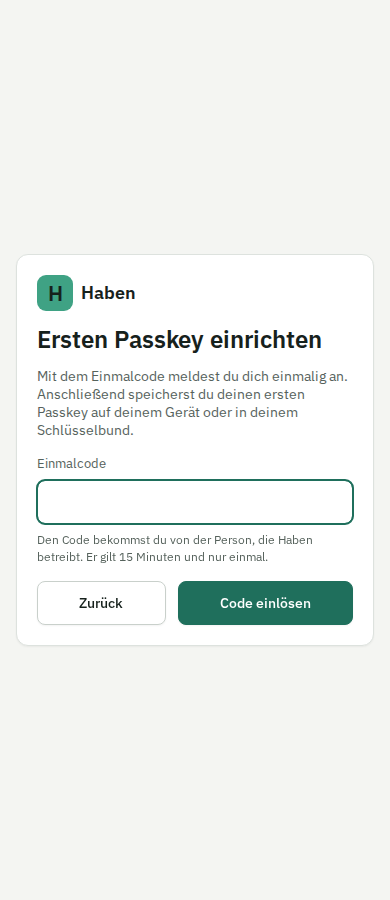 H Haben
Ersten Passkey einrichten
Mit dem Einmalcode meldest du dich einmalig an.
Anschließend speicherst du deinen ersten
Passkey auf deinem Gerät oder in deinem
Schlüsselbund.
Einmalcode
Den Code bekommst du von der Person, die Haben
betreibt. Er gilt 15 Minuten und nur einmal.
Zurück Code einlösen